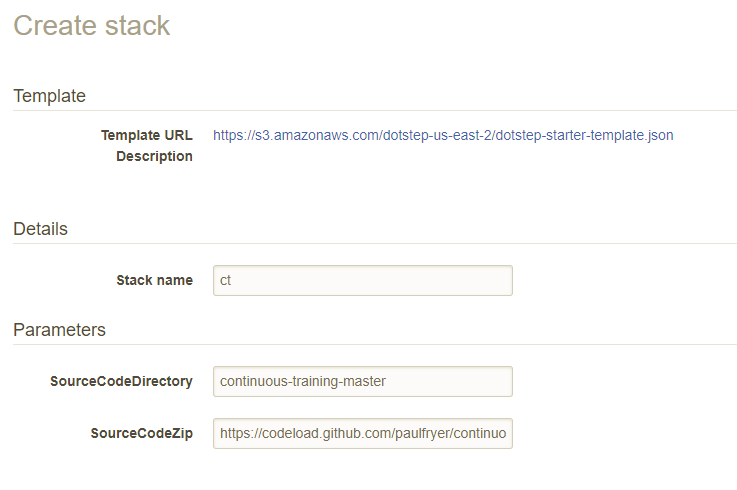 Create stack
Template
Template URL https://s3.amazonaws.com/dotstep-us-east-2/dotstep-starter-template.json
Description
Details
Stack name ct
Parameters
SourceCodeDirectory continuous-training-master
SourceCodeZip https://codeload.github.com/paulfryer/continuo